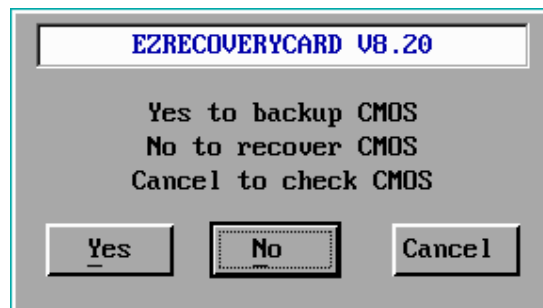 EZRECOVERYCARD V8.20
Yes to backup CMOS
No to recover CMOS
Cancel to check CMOS
Yes No Cancel